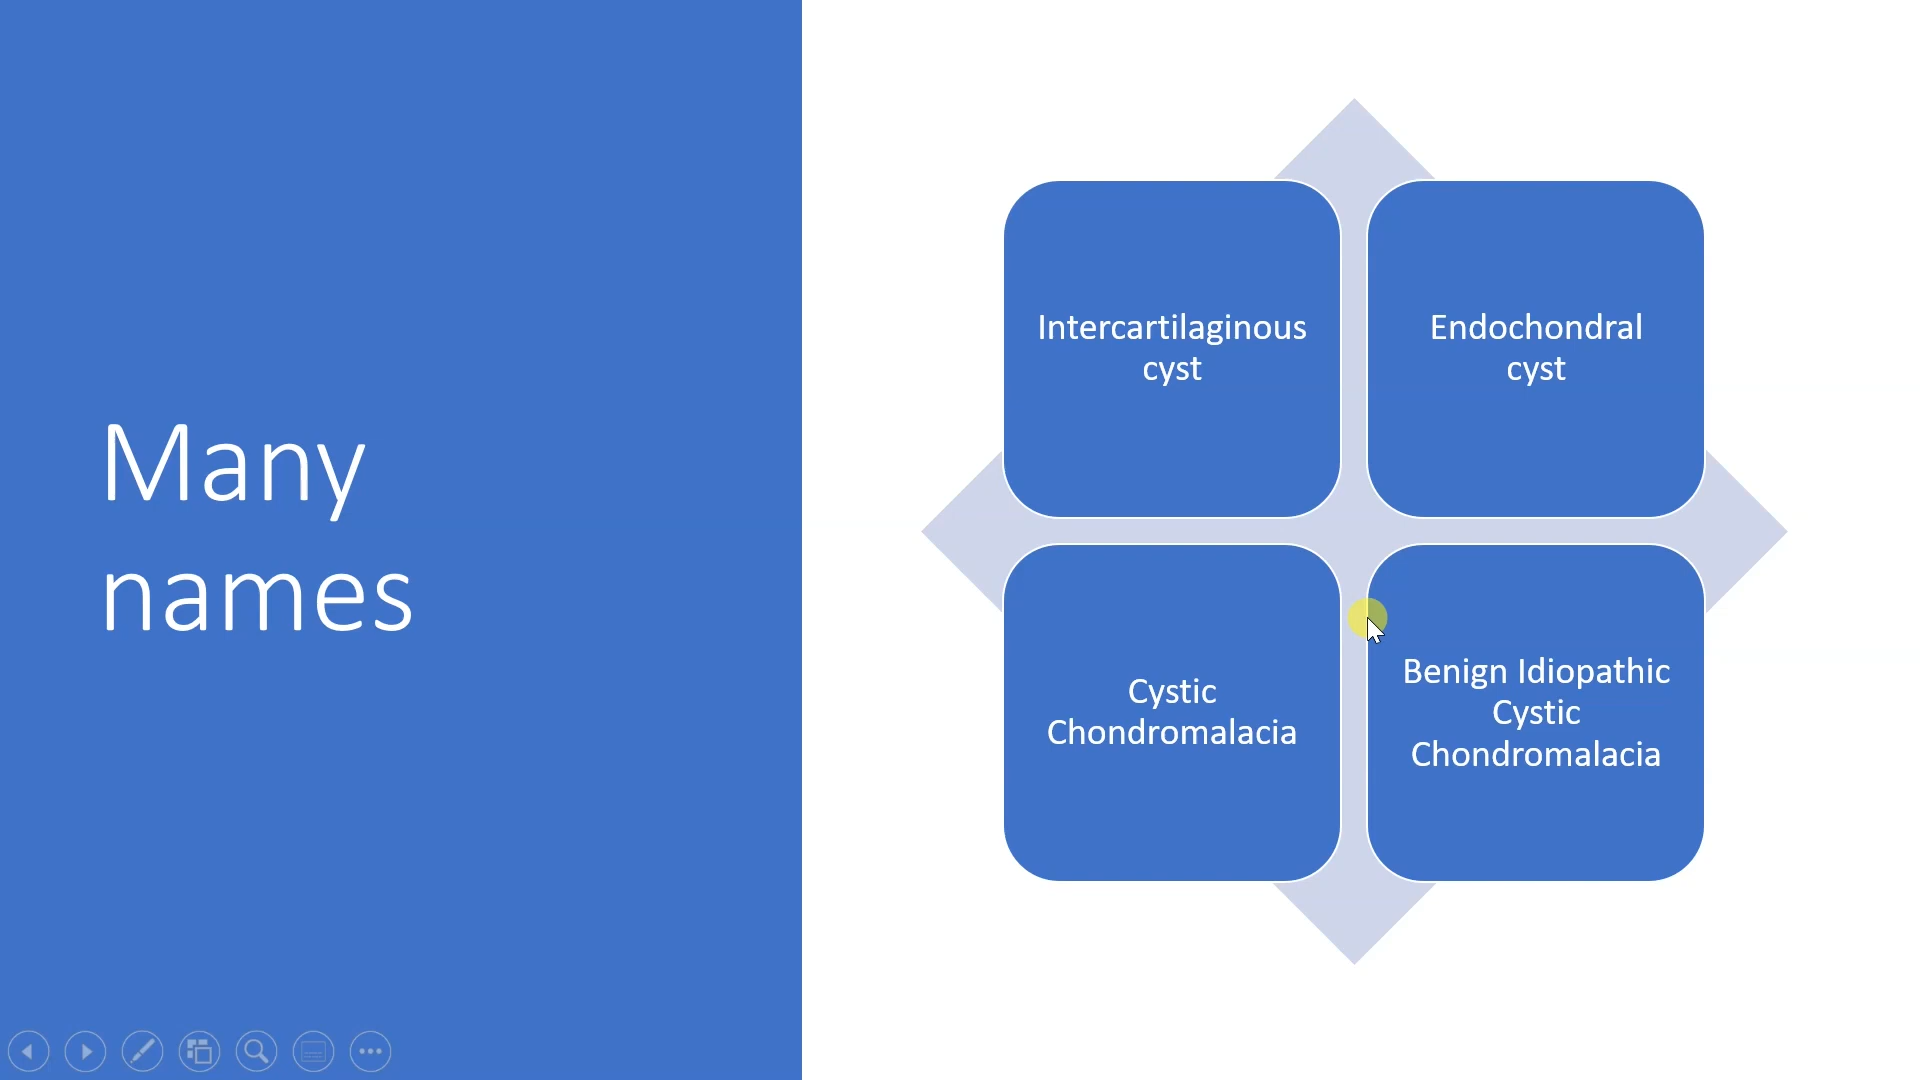 Many
names
Intercartilaginous
cyst
Endochondral
cyst
Cystic
Chondromalacia
Benign Idiopathic
Cystic
Chondromalacia